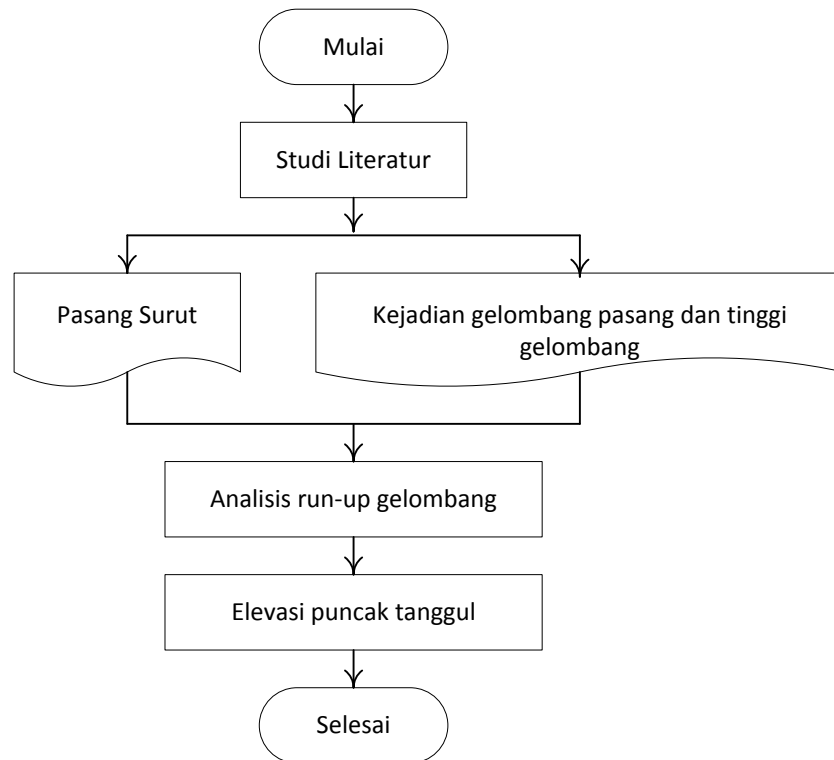 Mulai
Studi Literatur
Pasang Surut
Kejadian gelombang pasang dan tinggi
gelombang
Analisis run-up gelombang
Elevasi puncak tanggul
Selesai